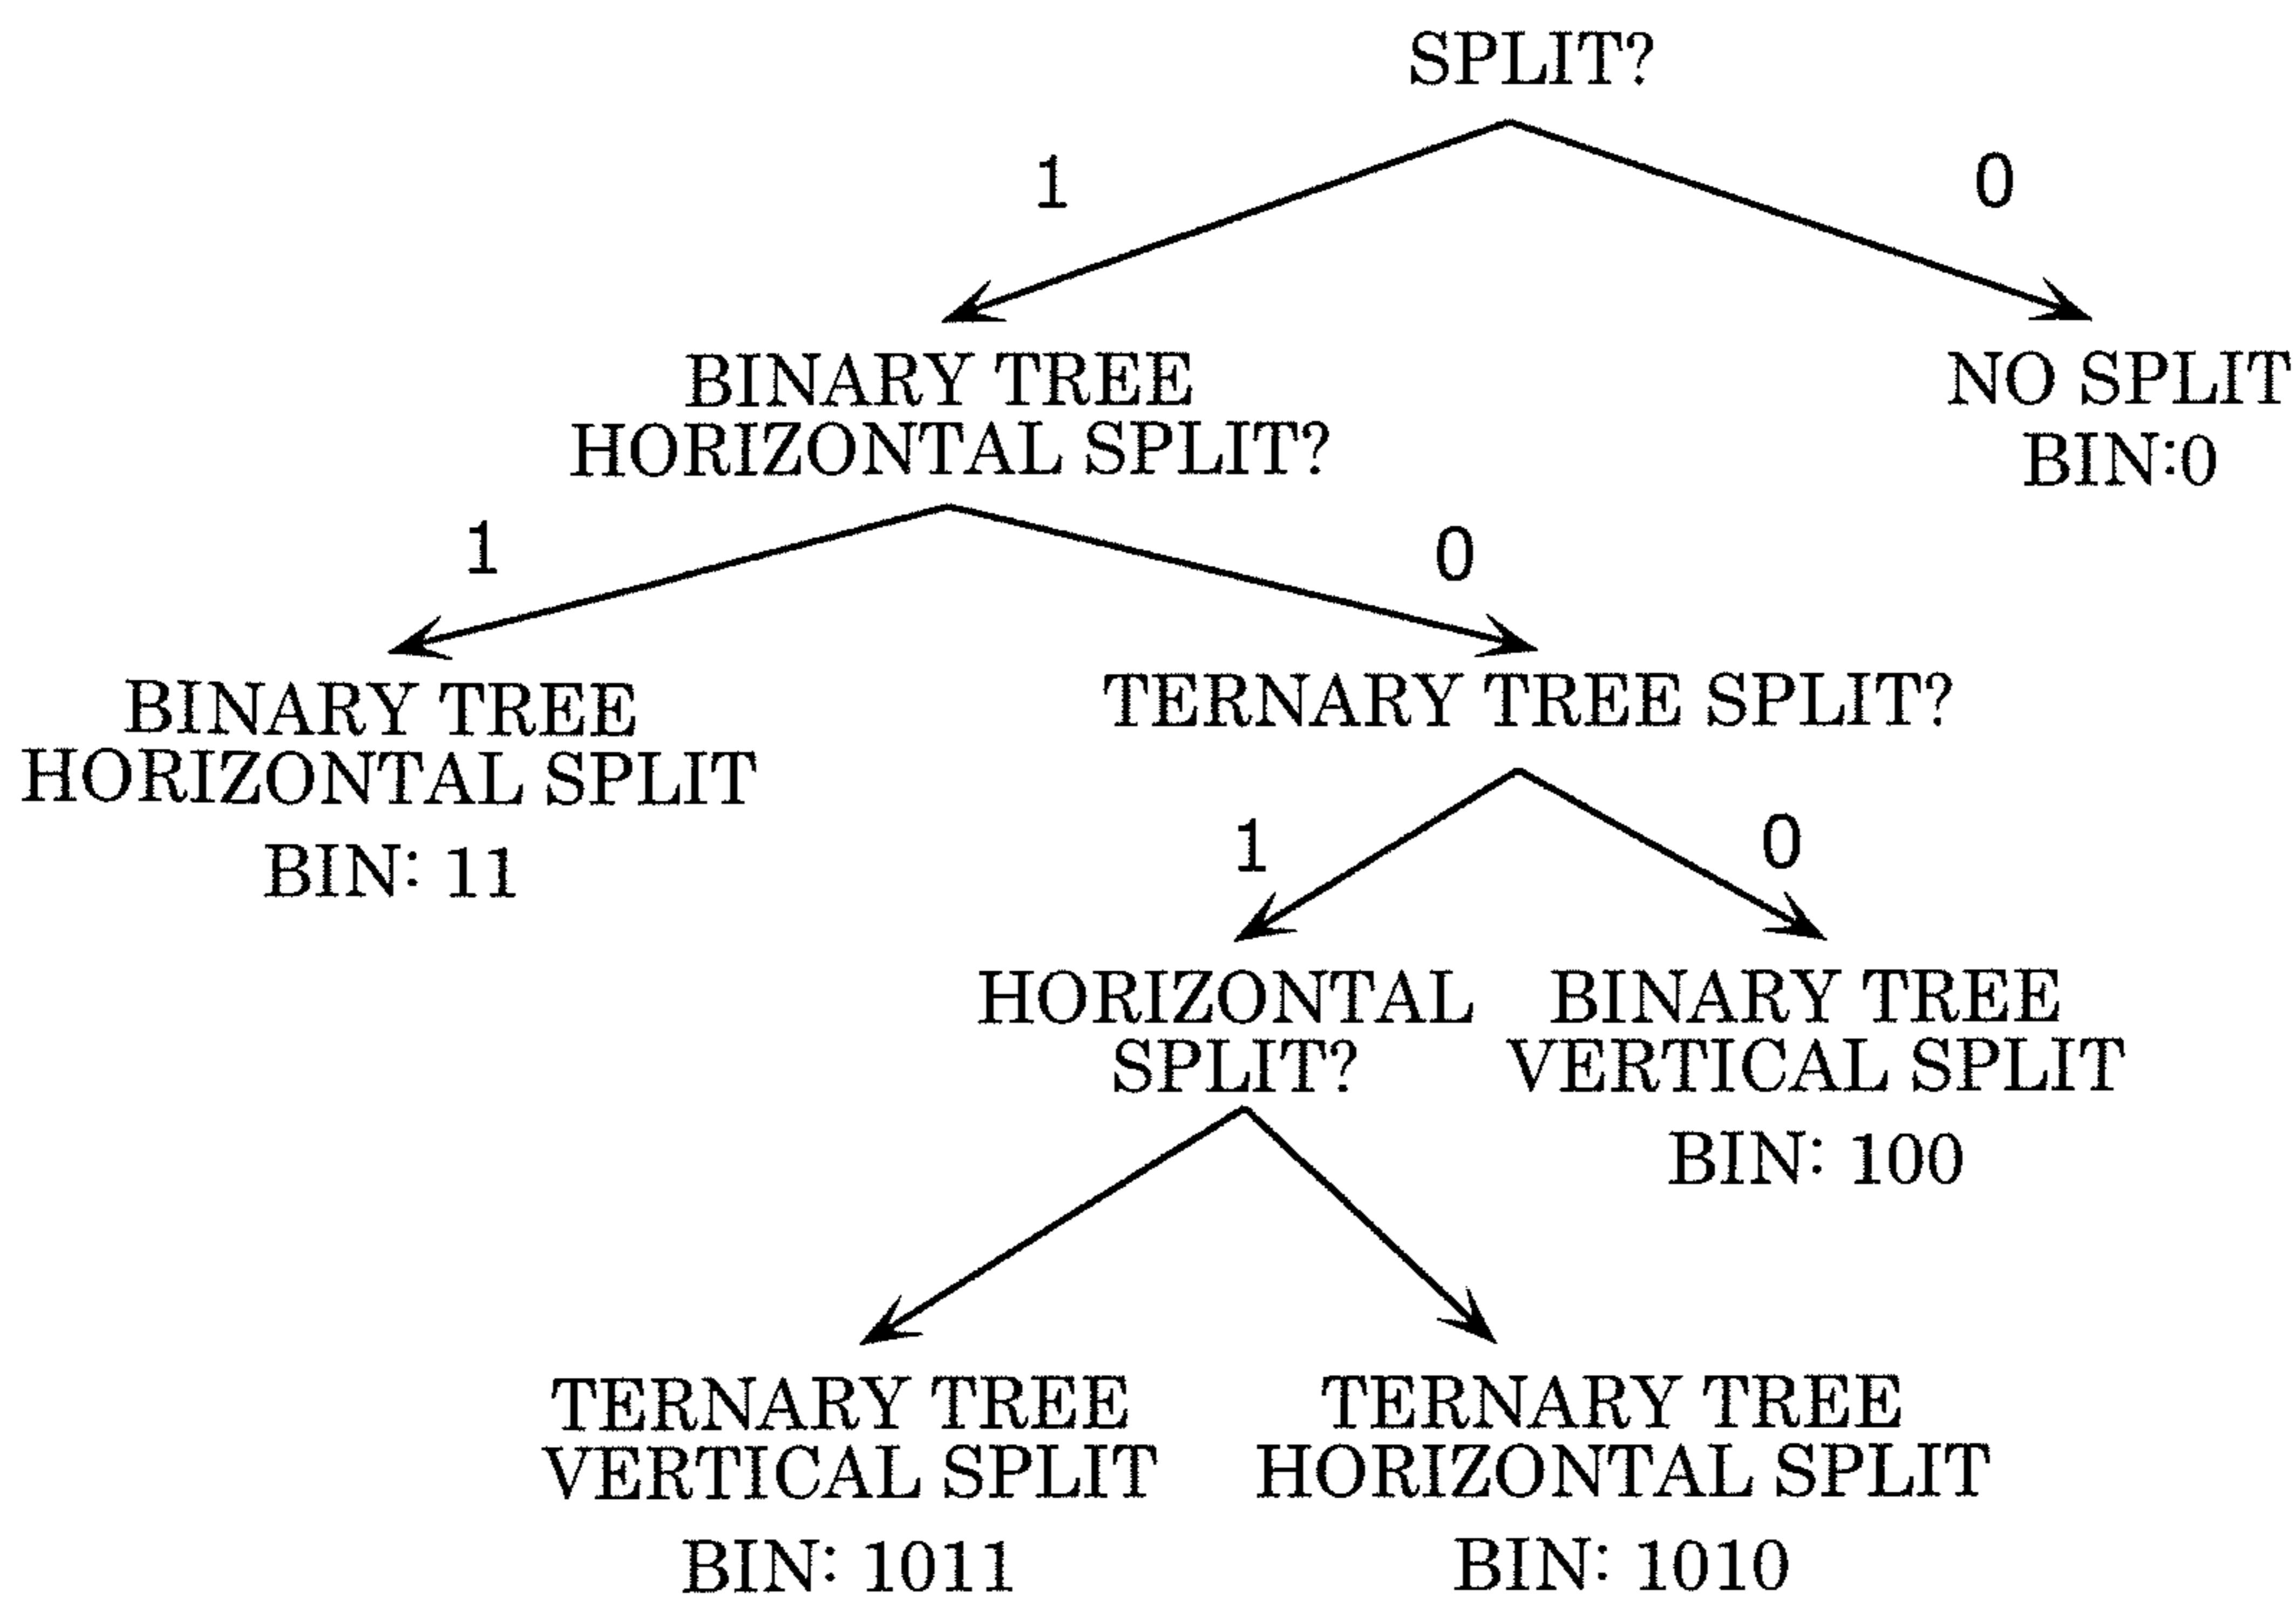 SPLIT?
1
0
BINARY TREE
HORIZONTAL SPLIT?
NO SPLIT
BIN:0
1
0
BINARY TREE
HORIZONTAL SPLIT
BIN: 11
TERNARY TREE SPLIT?
1
0
HORIZONTAL
SPLIT?
BINARY TREE
VERTICAL SPLIT
BIN: 100
TERNARY TREE
VERTICAL SPLIT
BIN: 1011
TERNARY TREE
HORIZONTAL SPLIT
BIN: 1010